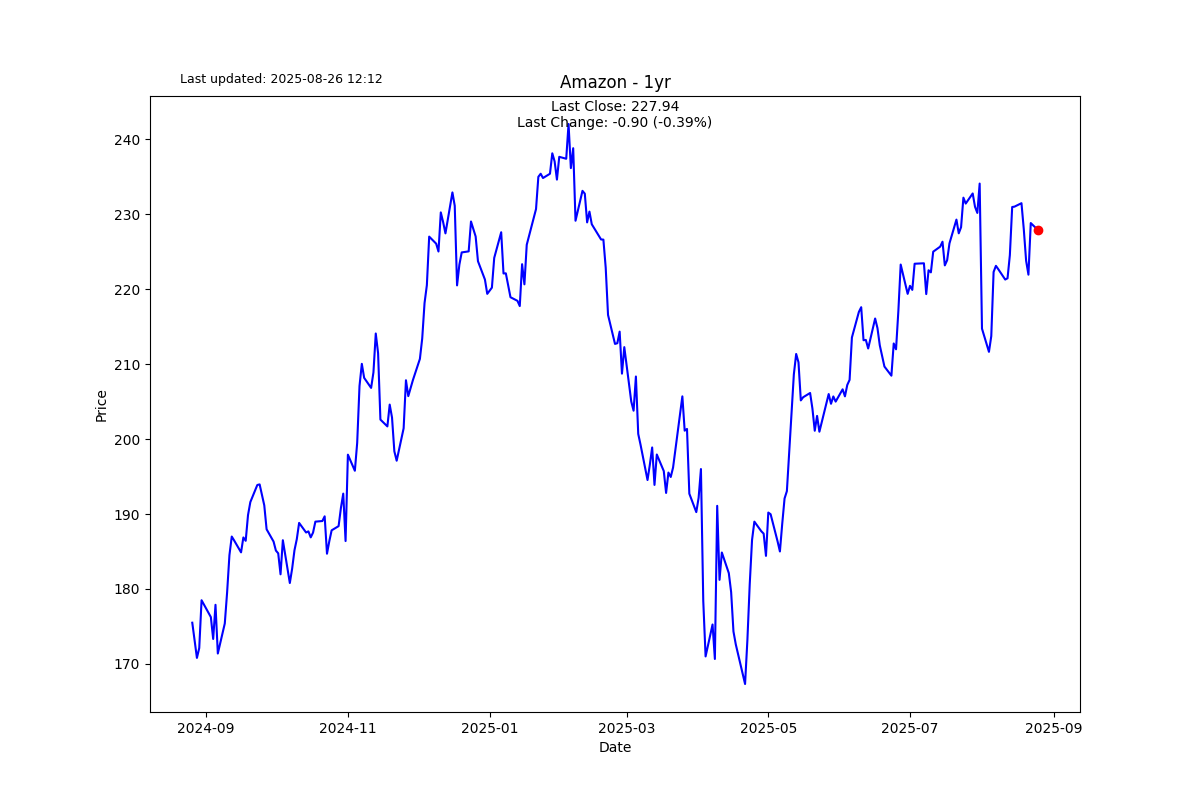 Last updated: 2025-08-26 12:12
Amazon - 1yr
Last Close: 227.94
Last Change: -0.90 (-0.39%)
240
230
220
210
200
190
180
170
Price
2024-09
2024-11
2025-01
2025-03
2025-05
2025-07
2025-09
Date